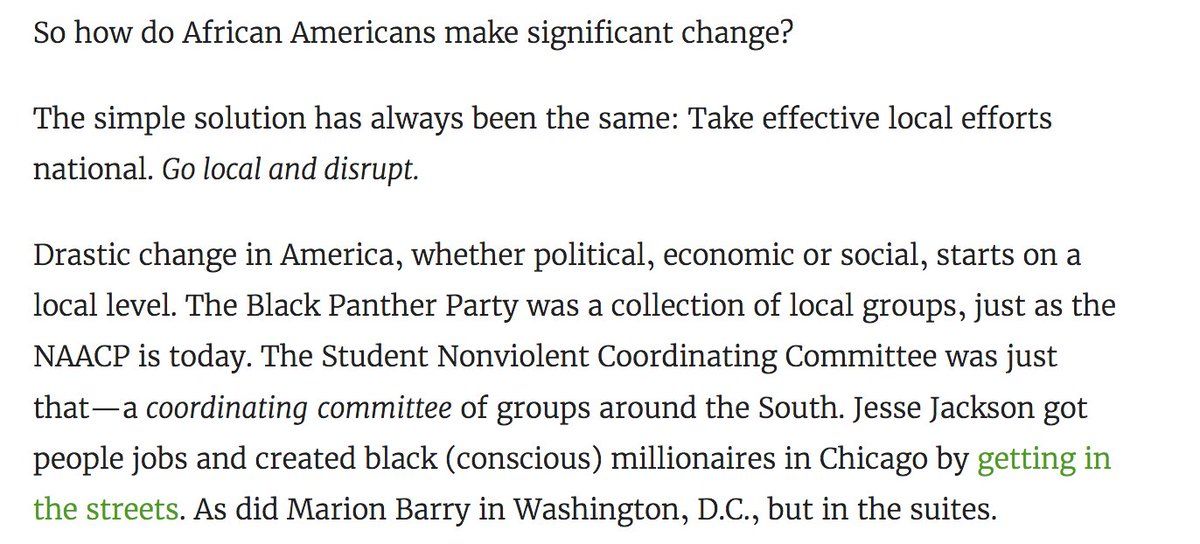 So how do African Americans make significant change?
The simple solution has always been the same: Take effective local efforts
national. Go local and disrupt.
Drastic change in America, whether political, economic or social, starts on a
local level. The Black Panther Party was a collection of local groups, just as the
NAACP is today. The Student Nonviolent Coordinating Committee was just
that—a coordinating committee of groups around the South. Jesse Jackson got
people jobs and created black (conscious) millionaires in Chicago by getting in
the streets. As did Marion Barry in Washington, D.C., but in the suites.